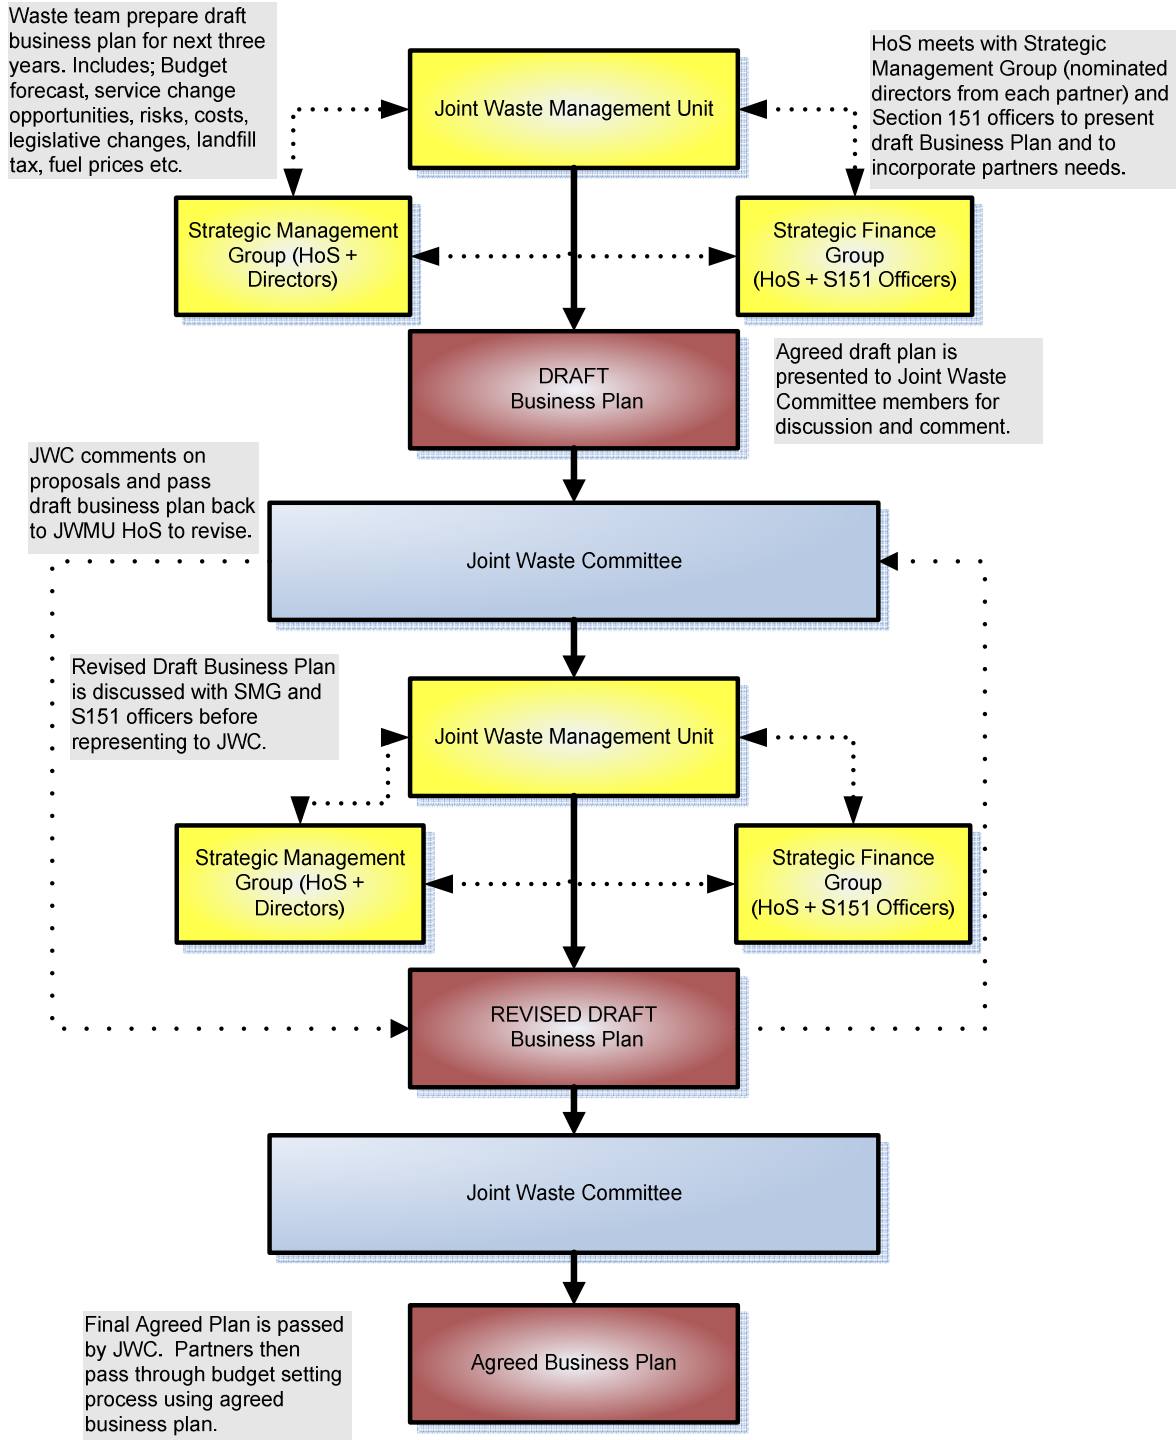 Waste team prepare draft
business plan for next three
years. Includes; Budget
forecast, service change
opportunities, risks, costs,
legislative changes, landfill
tax, fuel prices etc.
Joint Waste Management Unit
HoS meets with Strategic
Management Group (nominated
directors from each partner) and
Section 151 officers to present
draft Business Plan and to
incorporate partners needs.
Strategic Management
Group (HoS +
Directors)
Strategic Finance
Group
(HoS + S151 Officers)
DRAFT
Business Plan
Agreed draft plan is
presented to Joint Waste
Committee members for
discussion and comment.
JWC comments on
proposals and pass
draft business plan back
to JWMU HoS to revise.
Joint Waste Committee
Revised Draft Business Plan
is discussed with SMG and
S151 officers before
representing to JWC.
Joint Waste Management Unit
Strategic Management
Group (HoS +
Directors)
Strategic Finance
Group
(HoS + S151 Officers)
REVISED DRAFT
Business Plan
Joint Waste Committee
Final Agreed Plan is passed
by JWC.  Partners then
pass through budget setting
process using agreed
business plan.
Agreed Business Plan